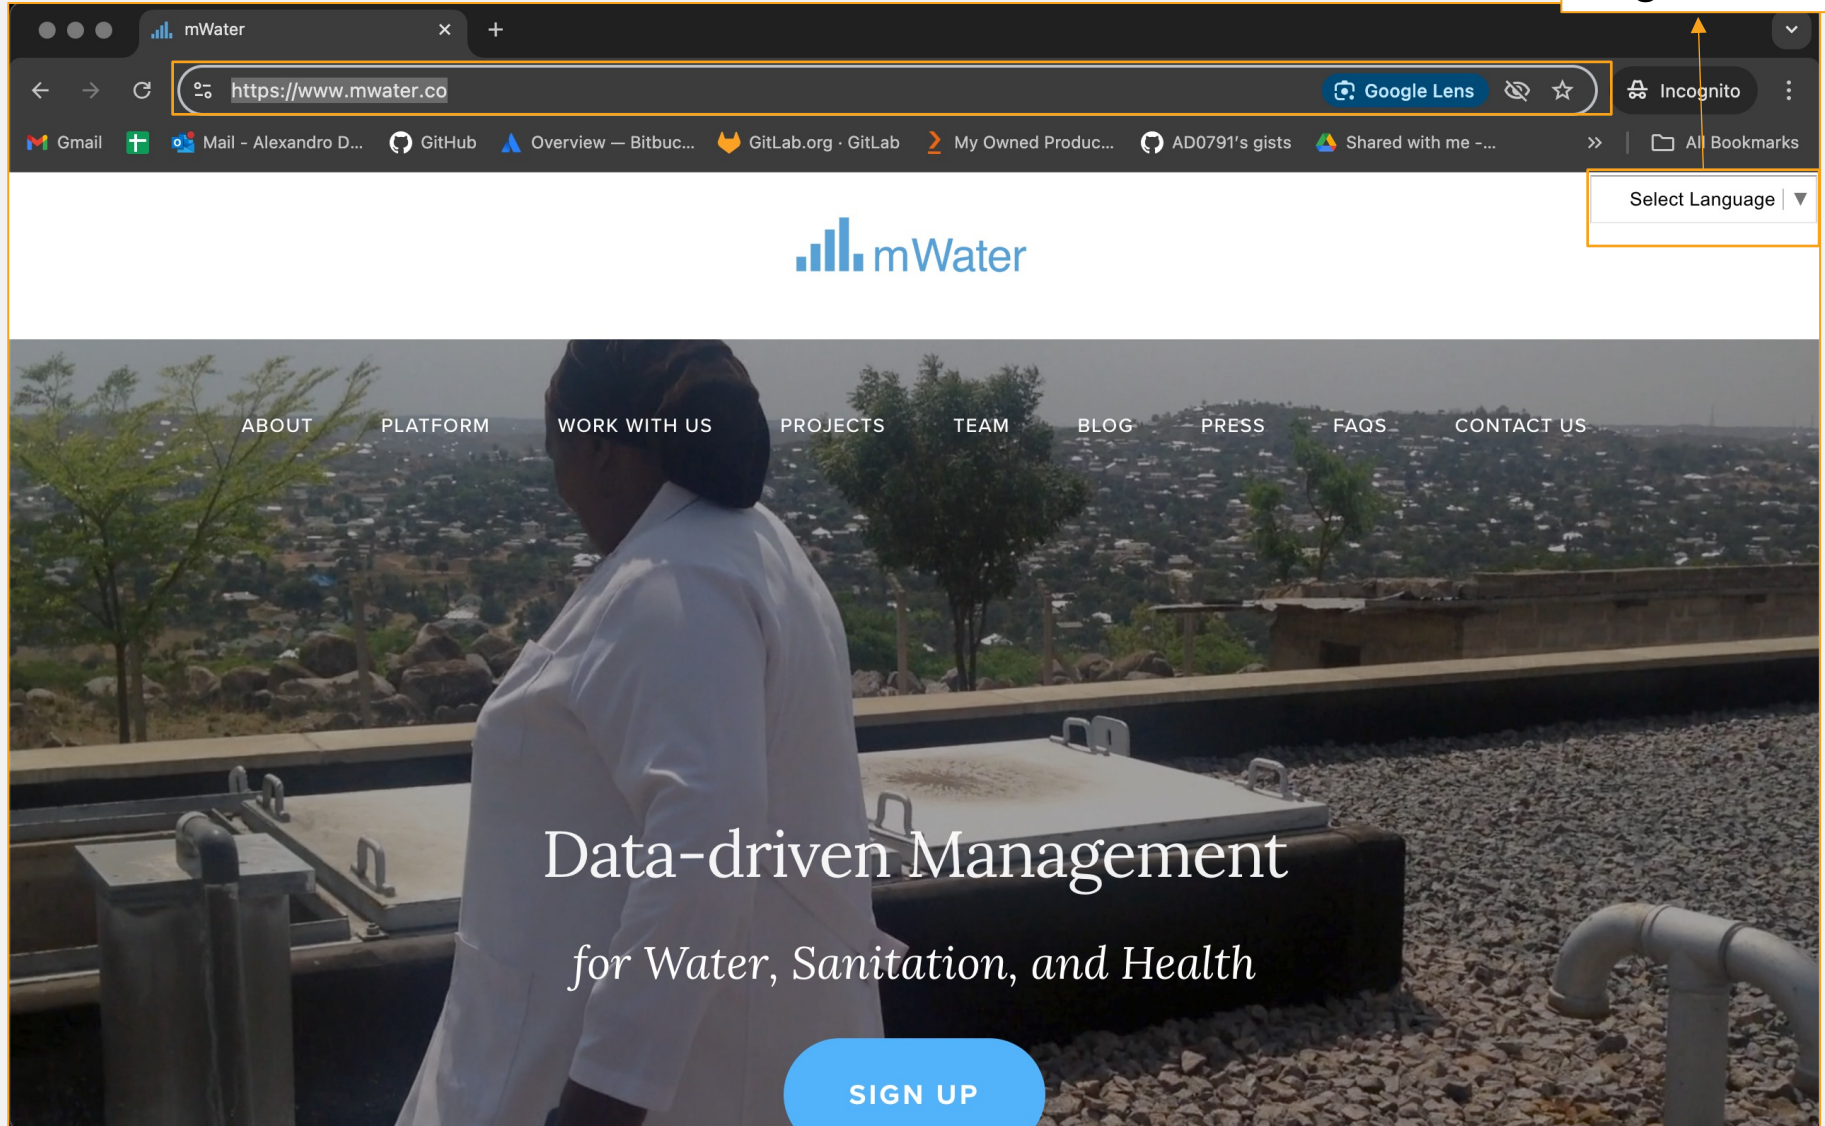 mWater
https://www.mwater.co
Google Lens
Incognito
Gmail
Mail - Alexandro D...
GitHub
Overview — Bitbuc...
GitLab.org · GitLab
My Owned Produc...
AD0791's gists
Shared with me -...
All Bookmarks
Select Language
mWater
ABOUT PLATFORM WORK WITH US PROJECTS TEAM BLOG PRESS FAQS CONTACT US
Data-driven Management
for Water, Sanitation, and Health
SIGN UP